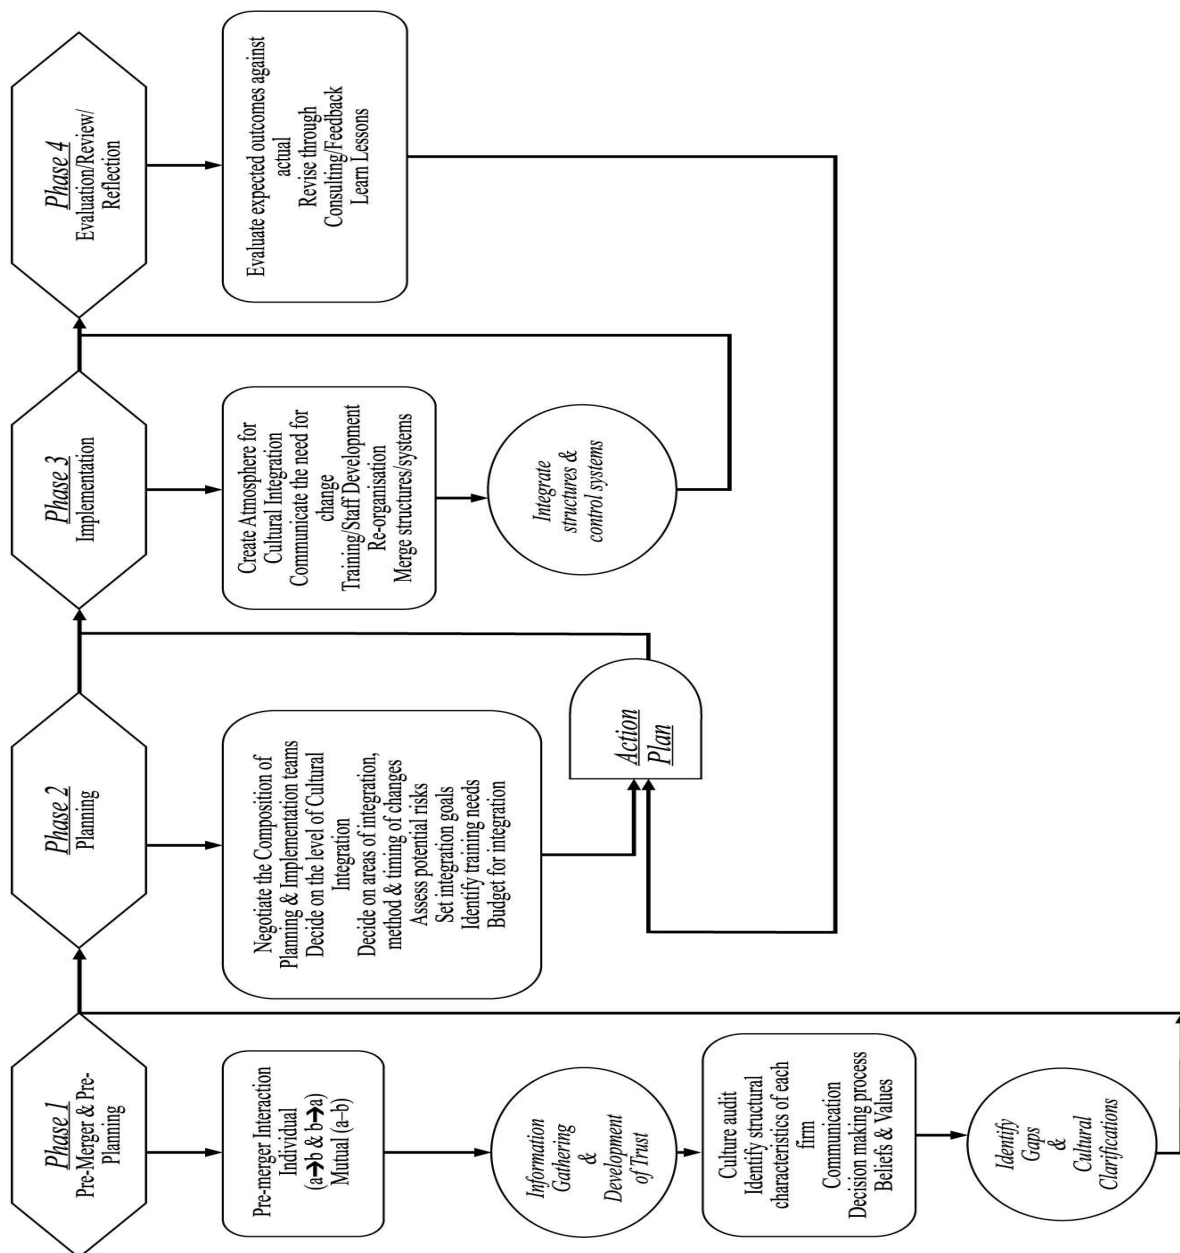 Phase 1
Pre-Merger & Pre-
Planning
Pre-merger Interaction
Individual
(a➔b & b➔a)
Mutual (a–b)
Information
Gathering
&
Development
of Trust
Culture audit
Identify structural
characteristics of each
firm
Communication
Decision making process
Beliefs & Values
Identify
Gaps
&
Cultural
Clarifications
Phase 2
Planning
Negotiate the Composition of
Planning & Implementation teams
Decide on the level of Cultural
Integration
Decide on areas of integration,
method & timing of changes
Assess potential risks
Set integration goals
Identify training needs
Budget for integration
Action
Plan
Phase 3
Implementation
Create Atmosphere for
Cultural Integration
Communicate the need for
change
Training/Staff Development
Re-organisation
Merge structures/systems
Integrate
structures &
control systems
Phase 4
Evaluation/Review/
Reflection
Evaluate expected outcomes against
actual
Revise through
Consulting/Feedback
Learn Lessons